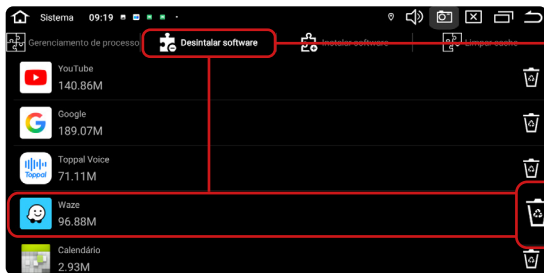 Sistema 09:19
Gerenciamento de processo Desintalar software Instalar software Limpar cache
YouTube
140.86M
Google
189.07M
Toppal
Toppal Voice
71.11M
Waze
96.88M
Calendário
2.93M